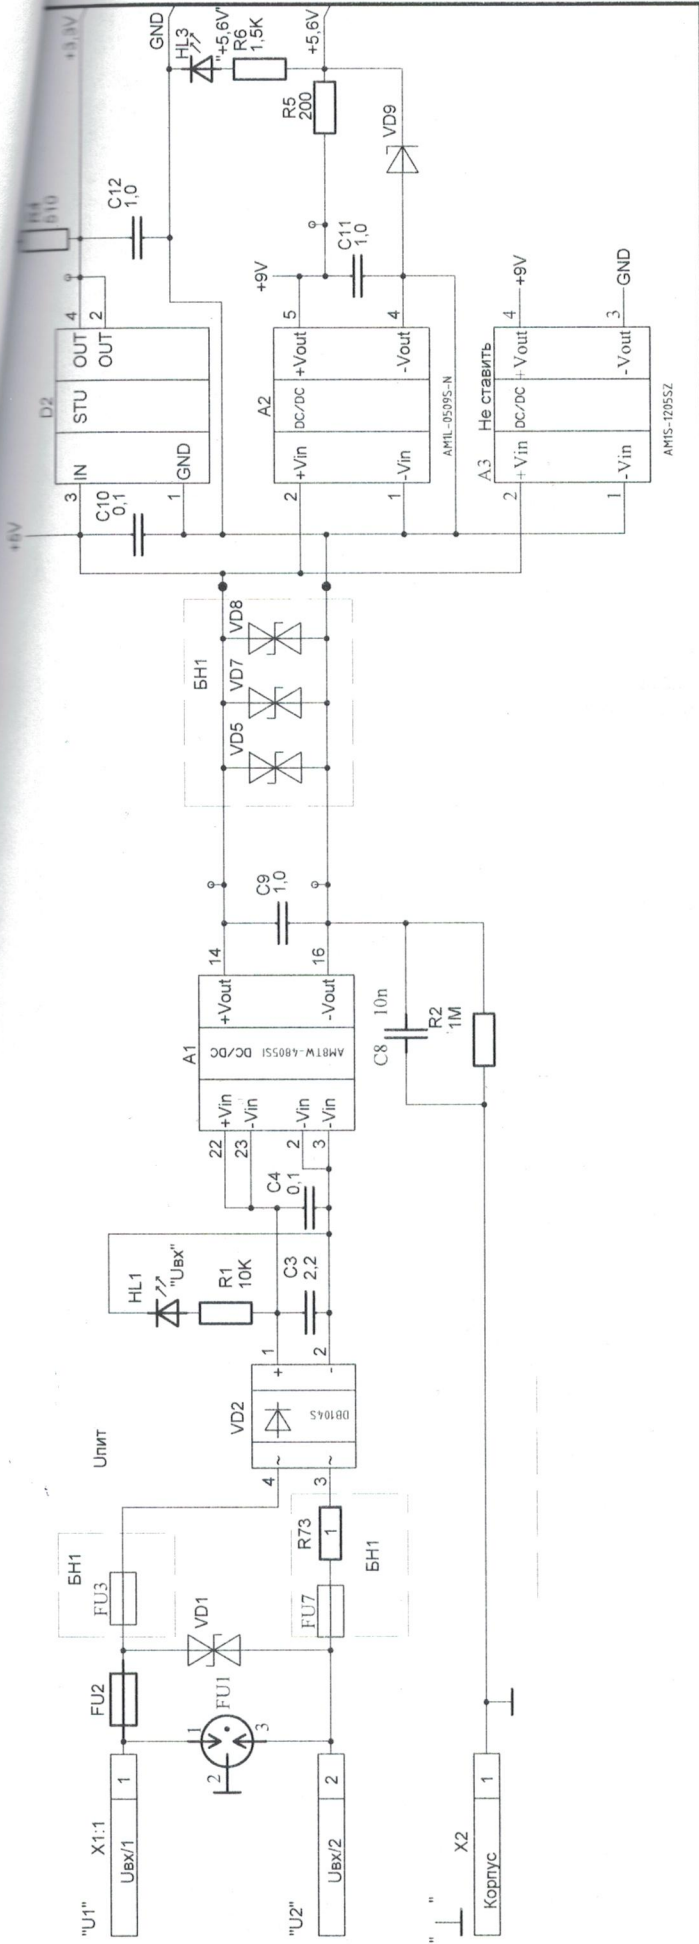 "U1"
X1:1
Uвх/1
1
"U2"
Uвх/2
2
" "
X2
Корпус
1
FU2
1
2
3
FU1
VD1
БН1
FU3
FU7
R73
1
БН1
Uпит
4
3
VD2
~
~
DB104S
+
-
1
2
HL1
"Uвх"
R1
10K
C3
2,2
C4
0,1
22
23
2
3
A1
+Vin
-Vin
-Vin
-Vin
AM8TW-4805SI DC/DC
+Vout
-Vout
14
16
C9
1,0
C8
10n
R2
1M
БН1
VD5
VD7
VD8
+5V
C10
0,1
3
1
D2
IN
GND
STU
OUT
OUT
4
2
R4
510
C12
1,0
+3,3V
GND
HL3
"+5,6V"
R6
1,5K
+5,6V
R5
200
VD9
A2
2
1
+Vin
-Vin
DC/DC
+Vout
-Vout
5
4
AM1L-0509S-N
+9V
C11
1,0
A3
Не ставить
2
1
+Vin
-Vin
DC/DC
+Vout
-Vout
4
3
+9V
GND
AM1S-1205SZ